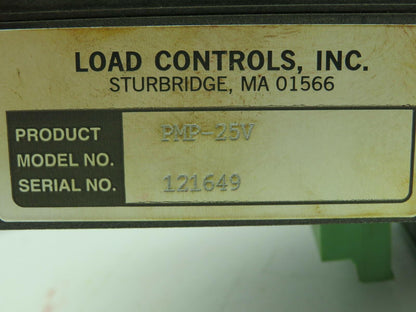 LOAD CONTROLS, INC.
STURBRIDGE, MA 01566
PRODUCT PMP-25V
MODEL NO.
SERIAL NO. 121649